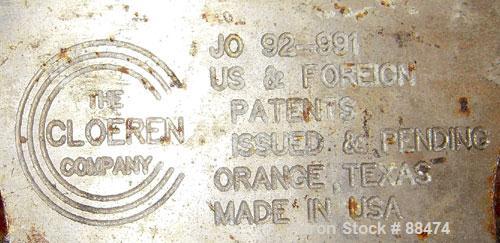 THE
CLOEREN
COMPANY
JO 92-991
US & FOREIGN
PATENTS
ISSUED & PENDING
ORANGE, TEXAS
MADE IN USA
Stock # 88474